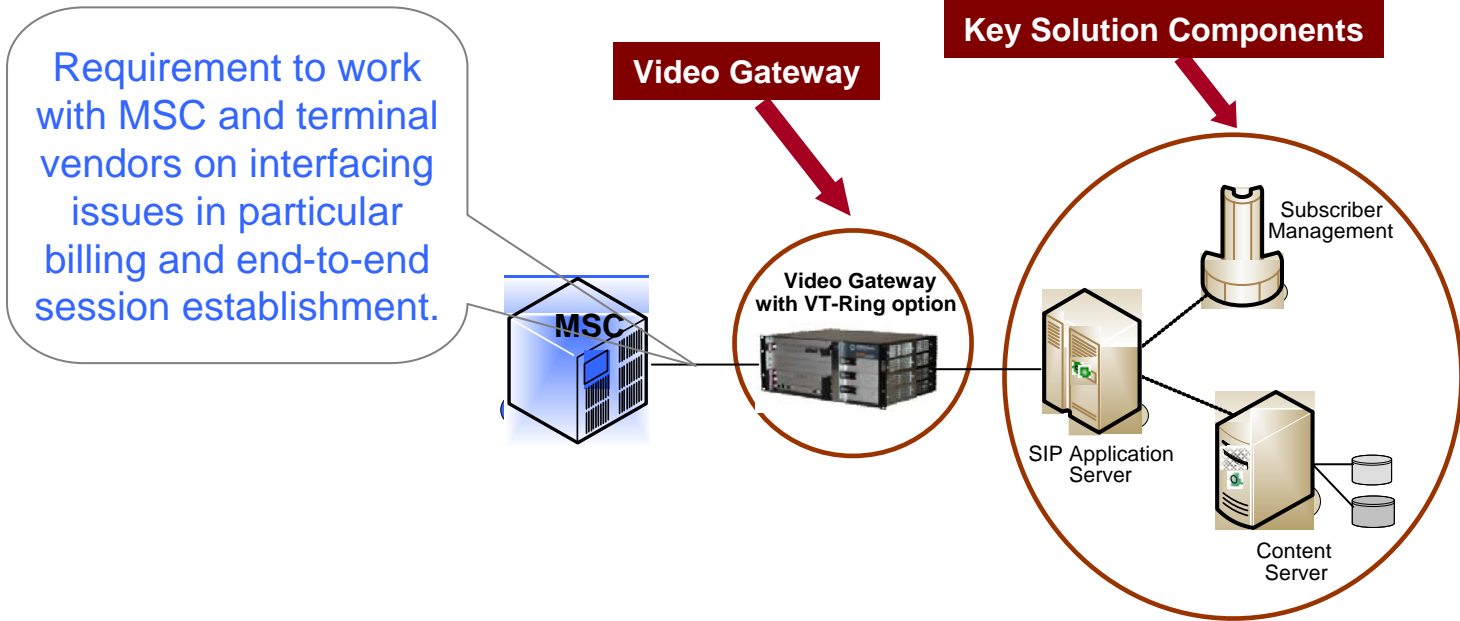 Requirement to work
with MSC and terminal
vendors on interfacing
issues in particular
billing and end-to-end
session establishment.
Video Gateway
Key Solution Components
MSC
Video Gateway
with VT-Ring option
Subscriber
Management
SIP Application
Server
Content
Server